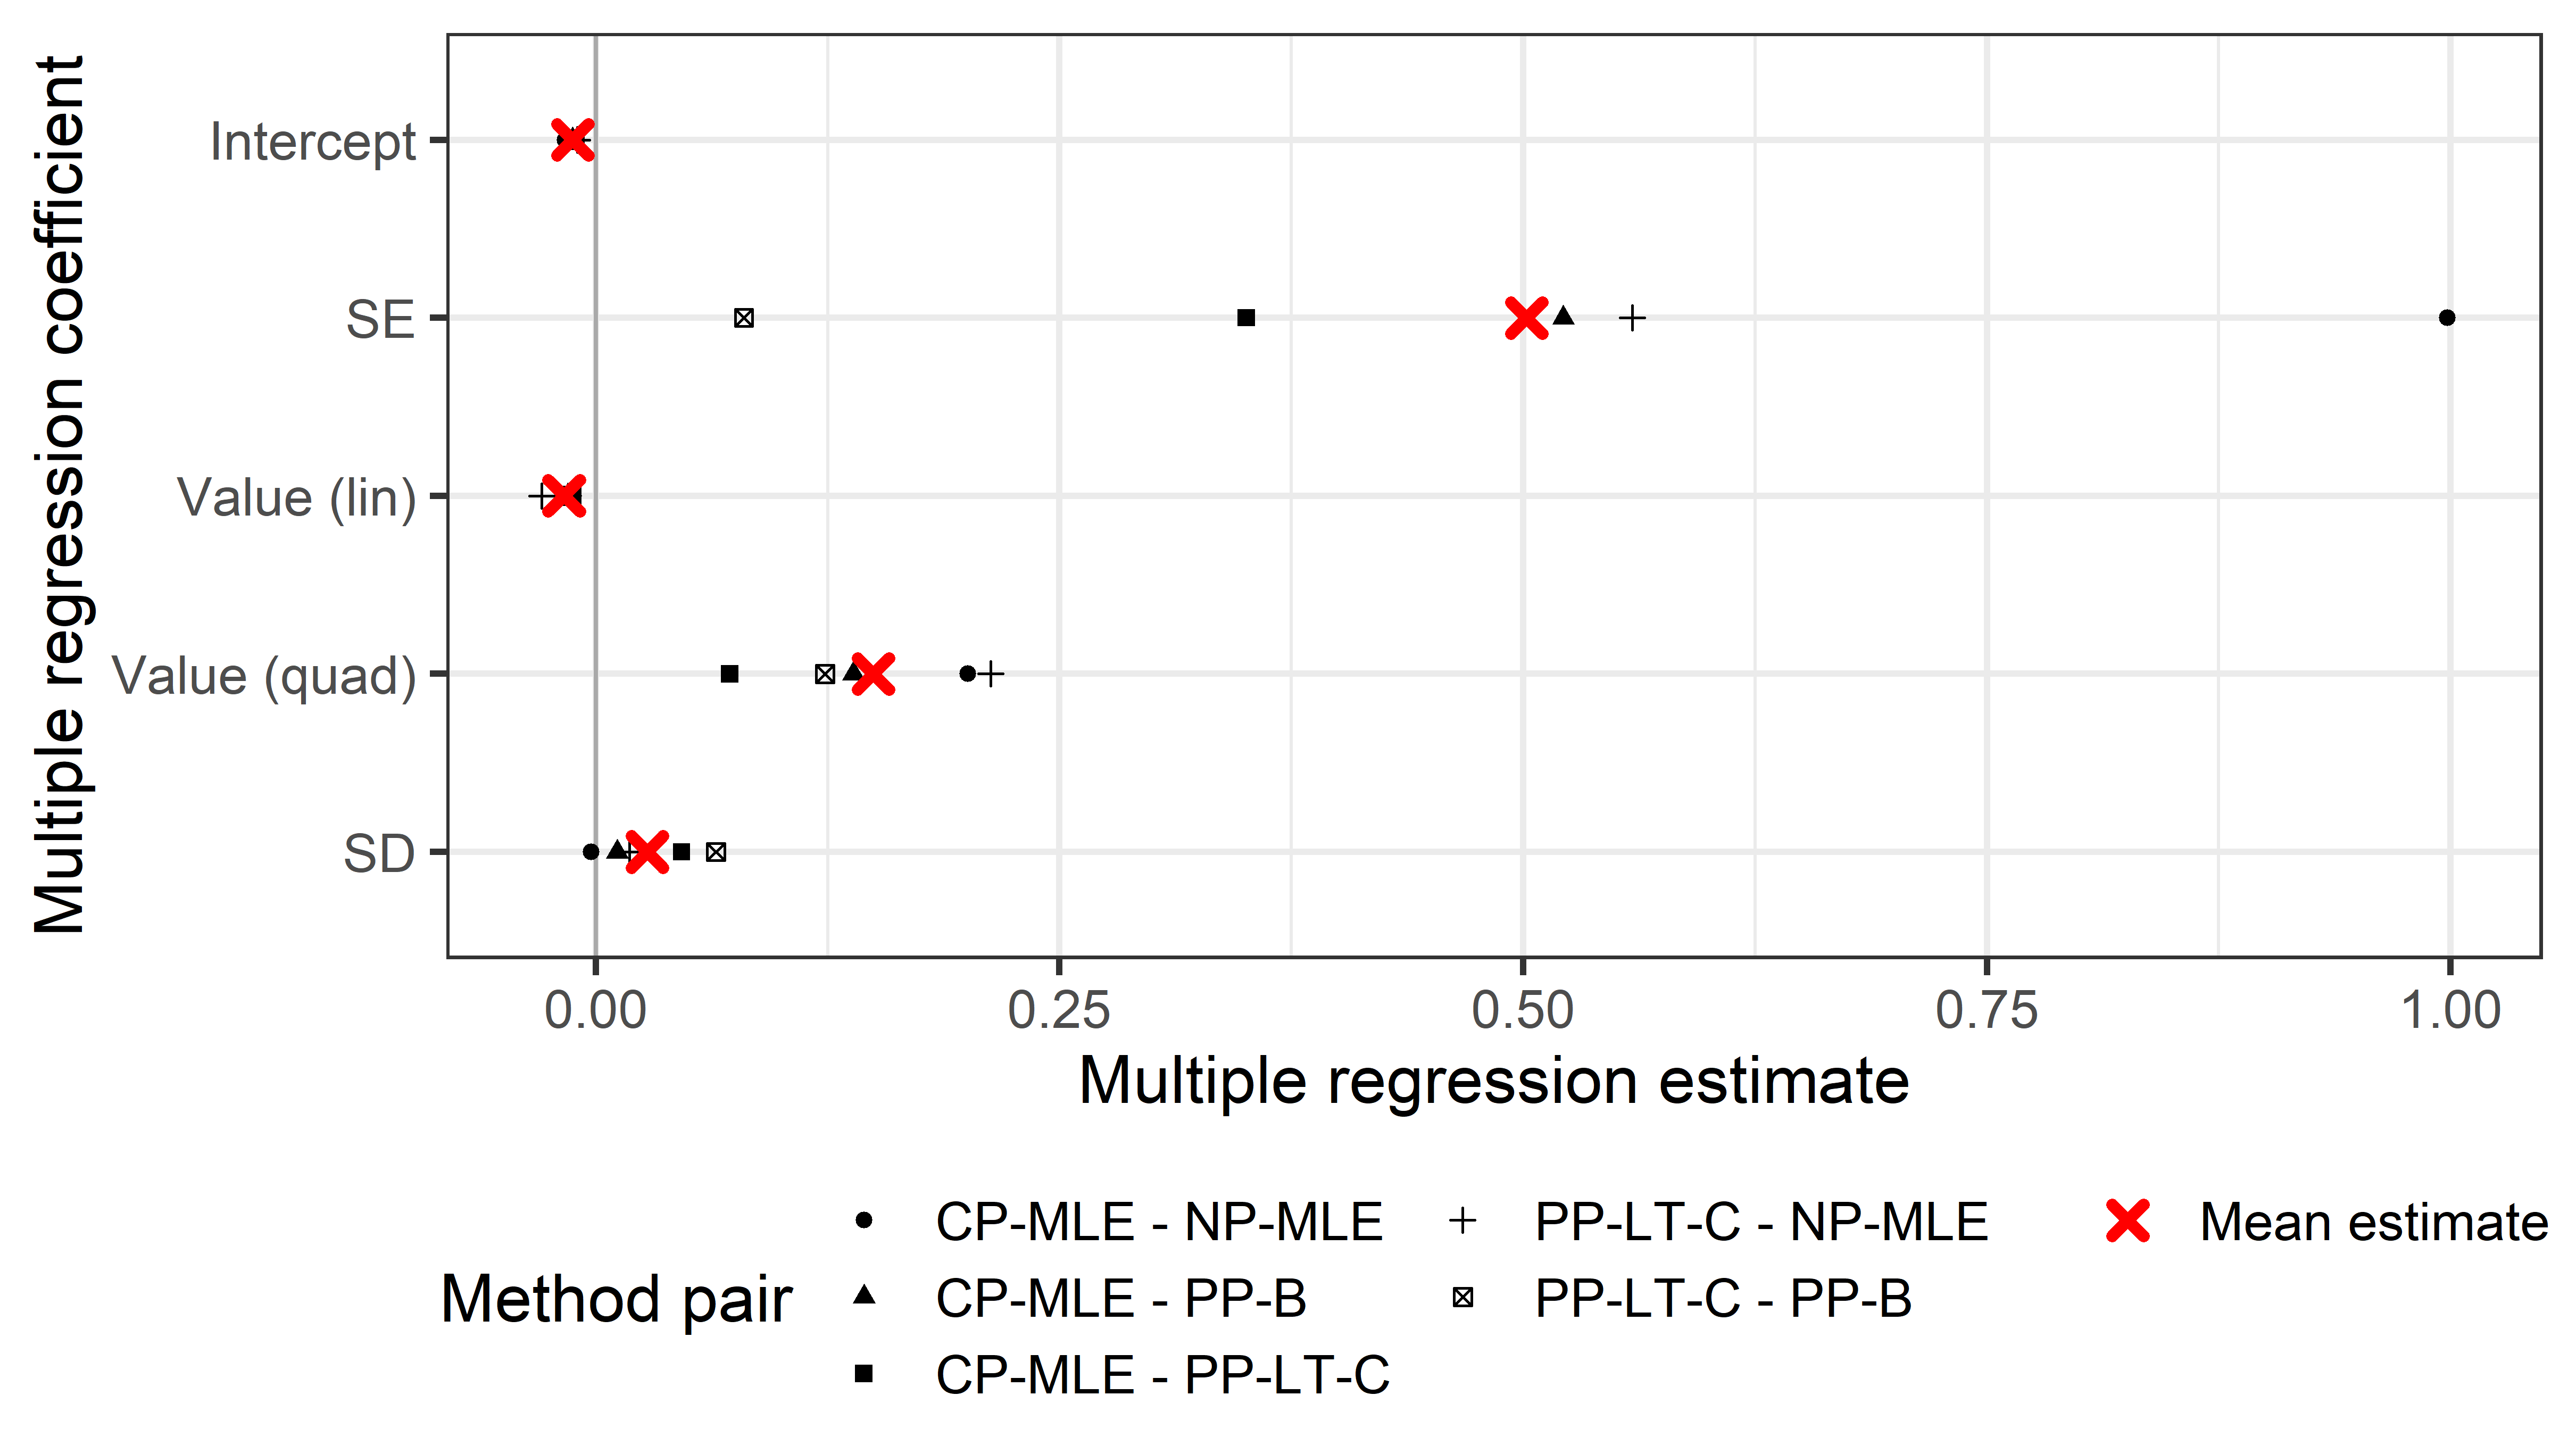 Multiple regression coefficient
Intercept
SE
Value (lin)
Value (quad)
SD
0.00 0.25 0.50 0.75 1.00
Multiple regression estimate
Method pair
CP-MLE - NP-MLE
CP-MLE - PP-B
CP-MLE - PP-LT-C
PP-LT-C - NP-MLE
PP-LT-C - PP-B
Mean estimate